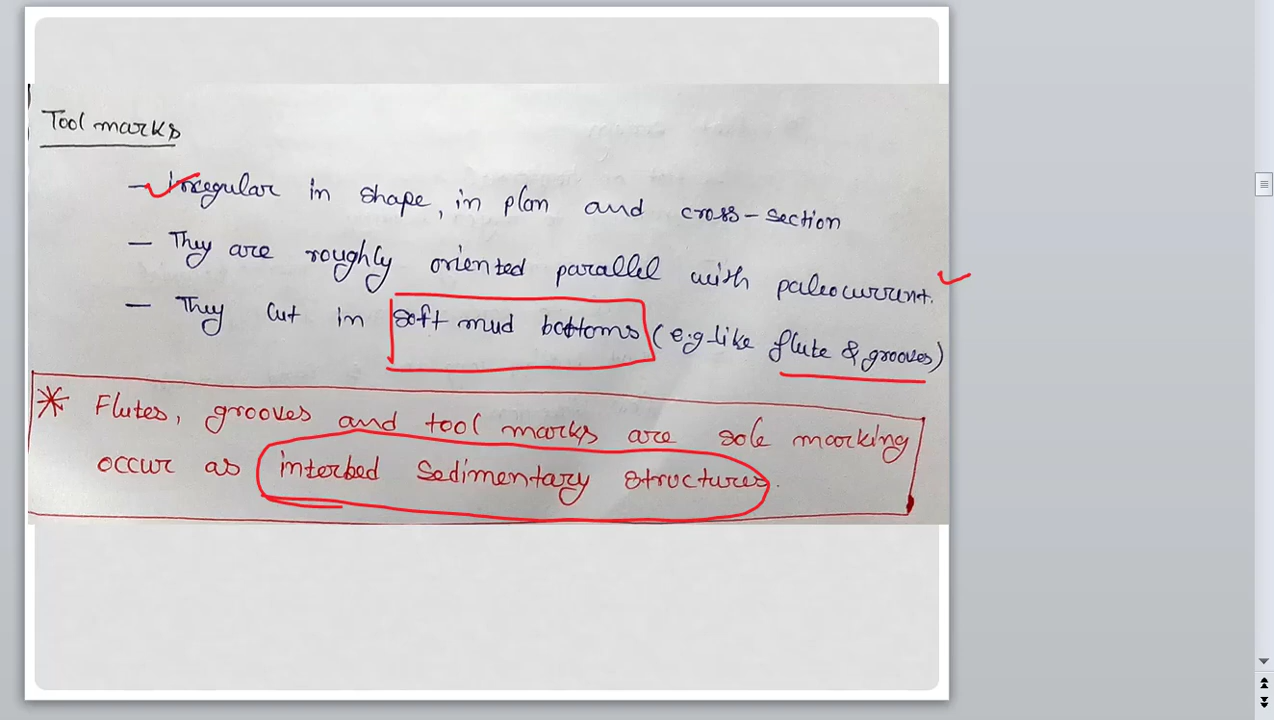 Tool marks
- irregular in shape, in plan and cross-section
- They are roughly oriented parallel with paleocurrent.
- They cut in soft mud bottoms (e.g-like flute & grooves)
* Flutes, grooves and tool marks are sole marking
occur as interbed sedimentary structures.